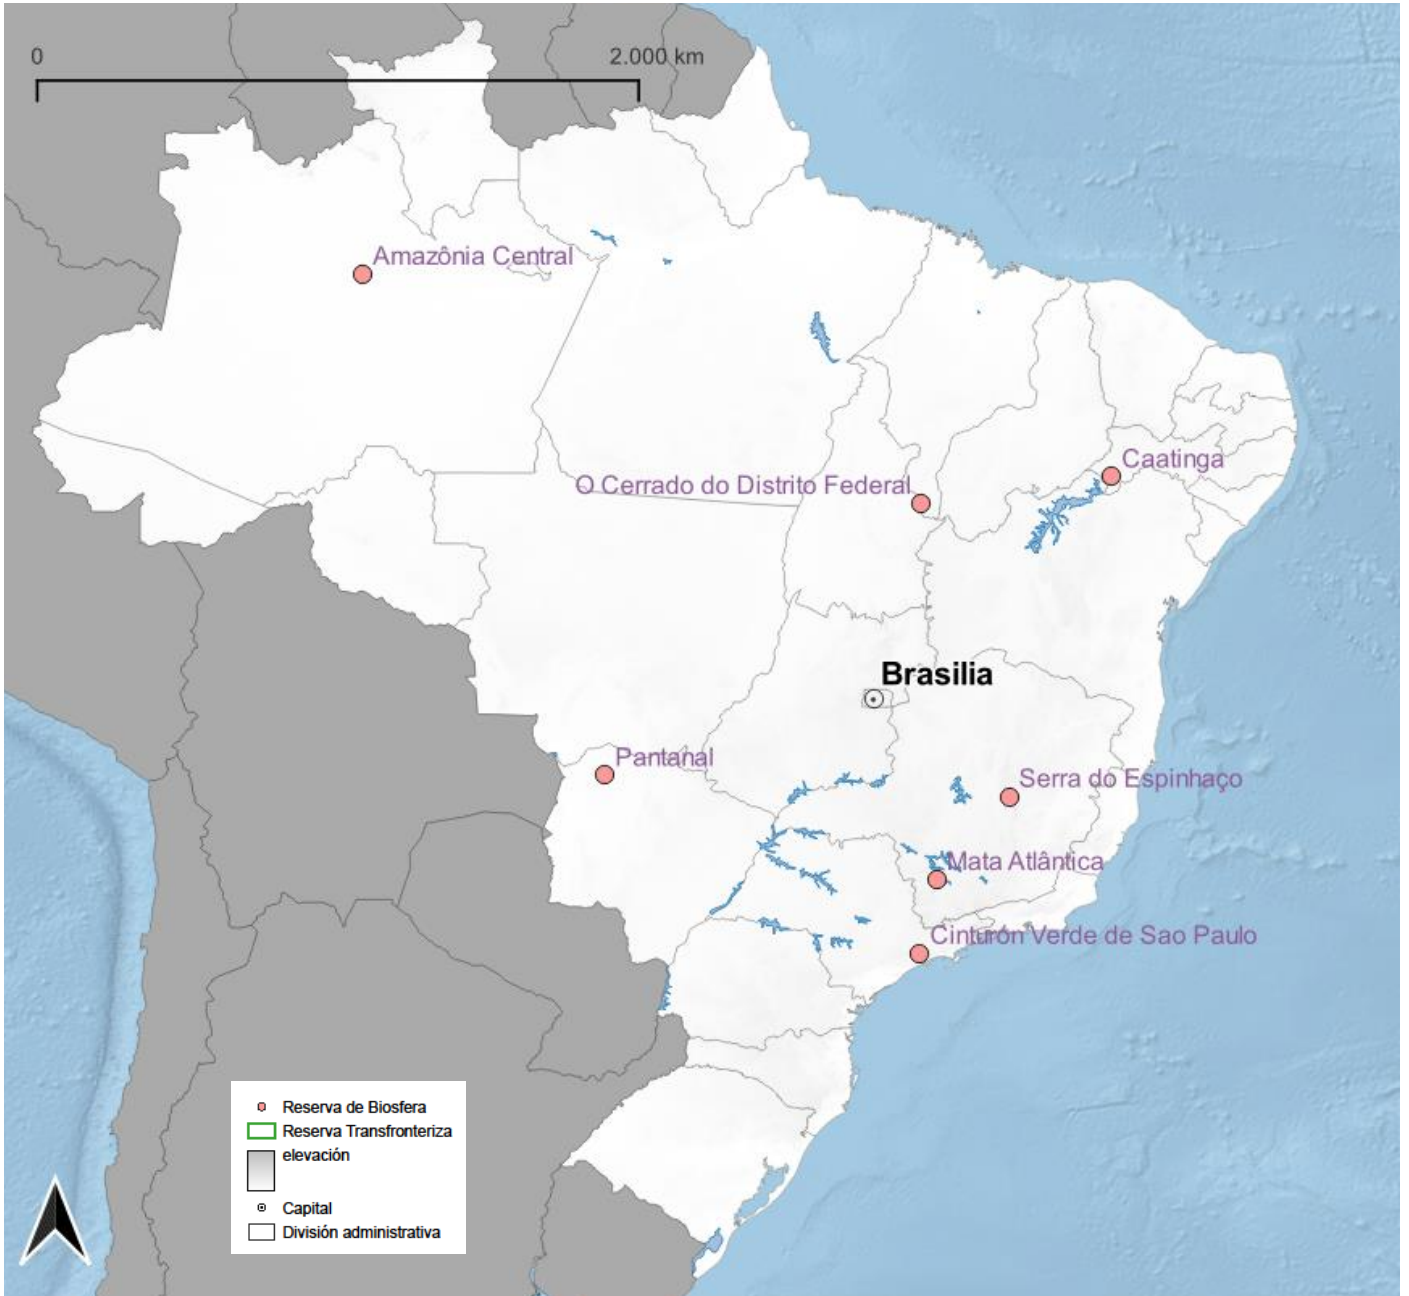 0
2.000 km
Amazônia Central
Caatinga
O Cerrado do Distrito Federal
Brasilia
Pantanal
Serra do Espinhaço
Mata Atlântica
Cinturón Verde de Sao Paulo
Reserva de Biosfera
Reserva Transfronteriza
elevación
Capital
División administrativa